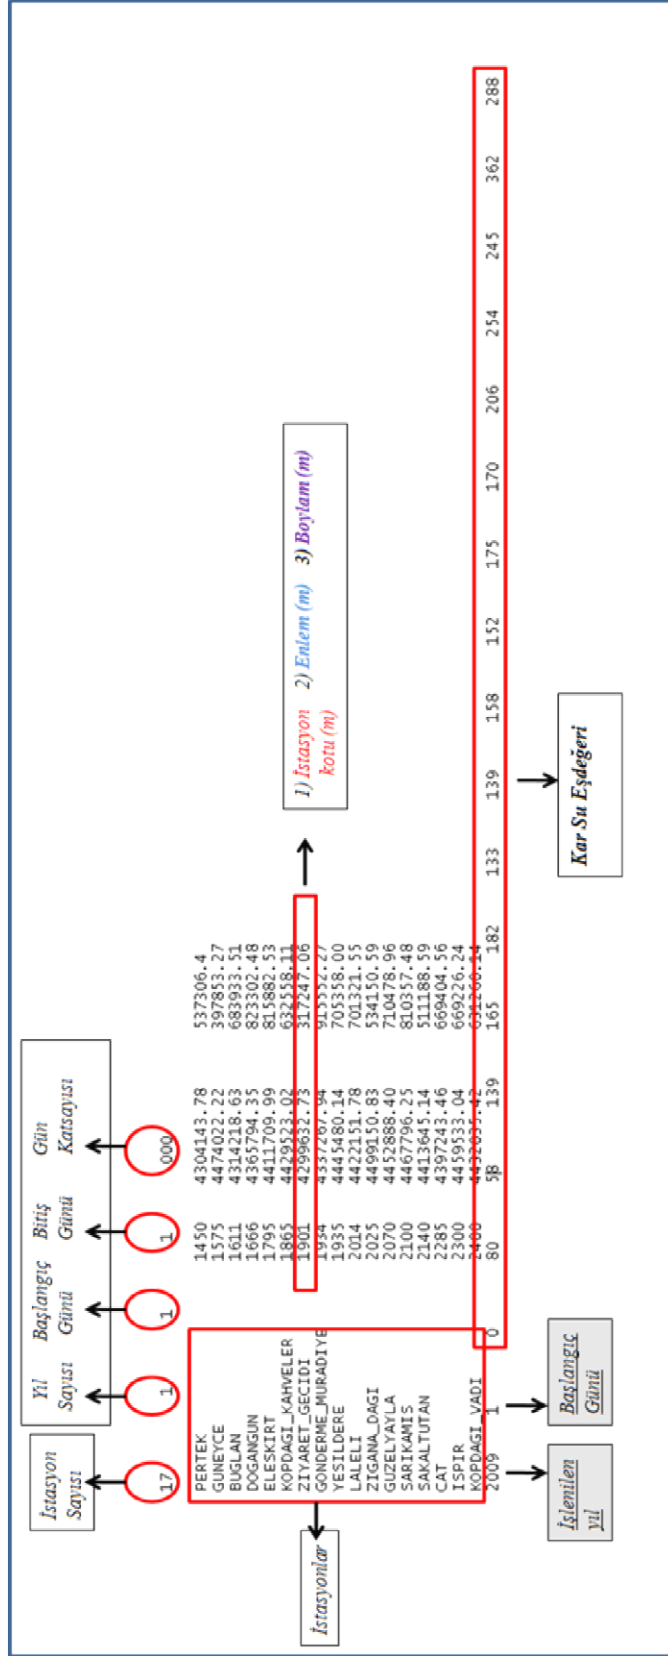 İstasyon Sayısı
Yıl Sayısı
Başlangıç Günü
Bitiş Günü
Gün Katsayısı
17 1 1 1 000
PERTEK 1450 4304143.78 537306.4
GUNEYCE 1575 4474022.22 397853.27
BUGLAN 1611 4314218.63 683933.51
DOGANGUN 1666 4365794.35 823302.48
ELESKIRT 1795 4411709.99 815882.53
KOPDAGI_KAHVELER 1865 4429523.02 632558.11
ZIYARET_GECIDI 1901 4299632.73 317247.06
GONDERME_MURADIYE 1934 4337267.94 915552.27
YESILDERE 1935 4445480.14 705358.00
LALELI 2014 4422151.78 701321.55
ZIGANA_DAGI 2025 4499150.83 534150.59
GUZELYAYLA 2070 4452888.40 710478.96
SARIKAMIS 2100 4467796.25 810357.48
SAKALTUTAN 2140 4413645.14 511188.59
CAT 2285 4397243.46 669404.56
ISPIR 2300 4459533.04 669226.24
KOPDAGI_VADI 2400
2009 1 0 80 58 139 165 182 133 139 158 152 175 170 206 254 245 362 288
İstasyonlar
1) İstasyon kotu (m) 2) Enlem (m) 3) Boylam (m)
İşlenilen yıl
Başlangıç Günü
Kar Su Eşdeğeri